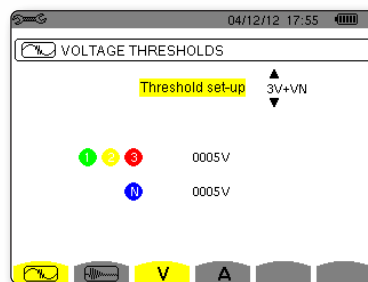 04/12/12 17:55
VOLTAGE THRESHOLDS
Threshold set-up 3V+VN
1 2 3 0005V
N 0005V
V A